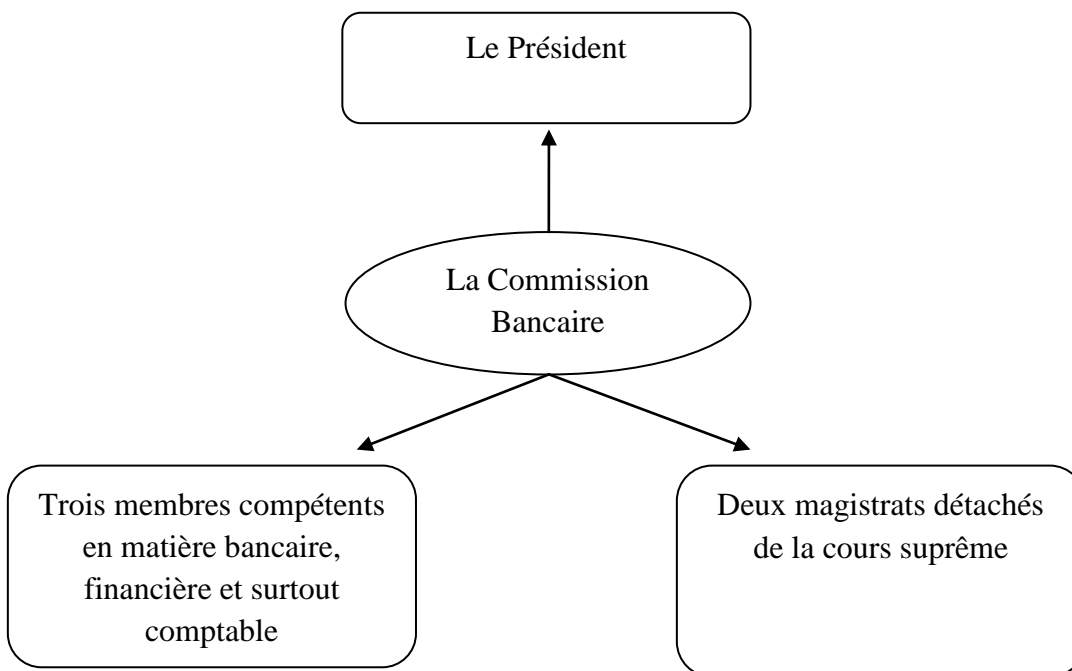 Le Président
La Commission
Bancaire
Trois membres compétents
en matière bancaire,
financière et surtout
comptable
Deux magistrats détachés
de la cours suprême